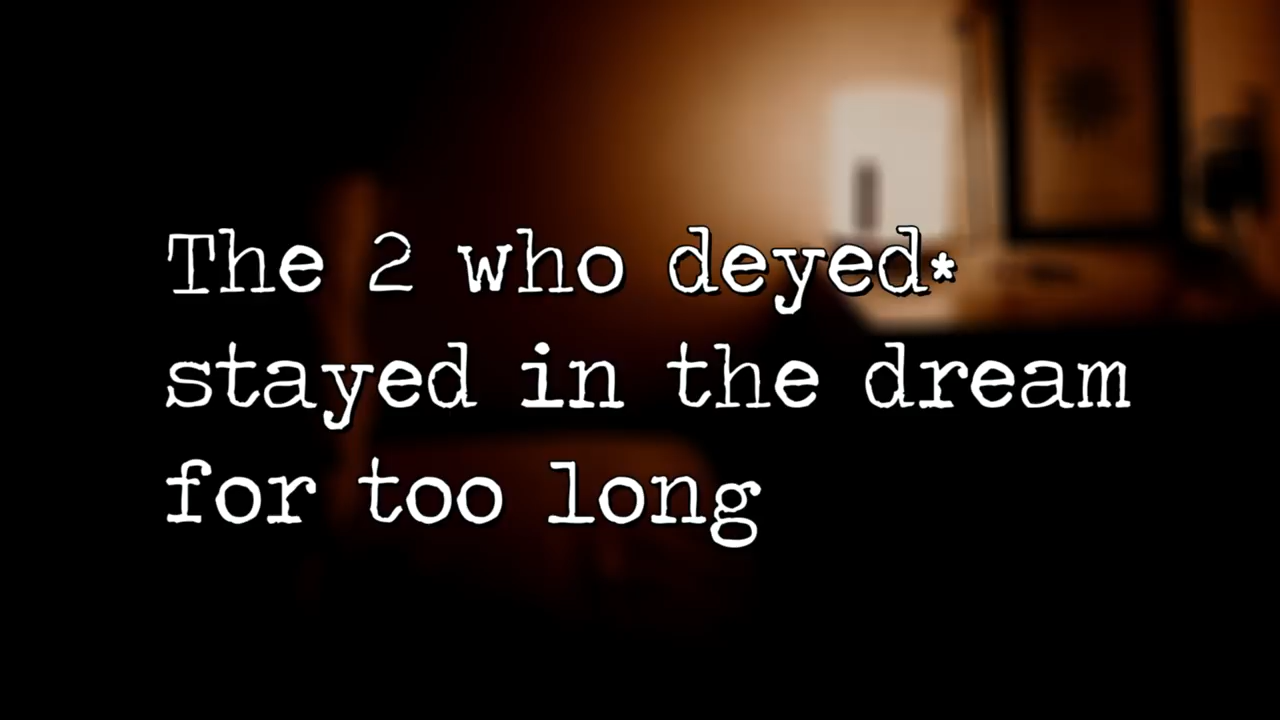 The 2 who deyed*
stayed in the dream
for too long